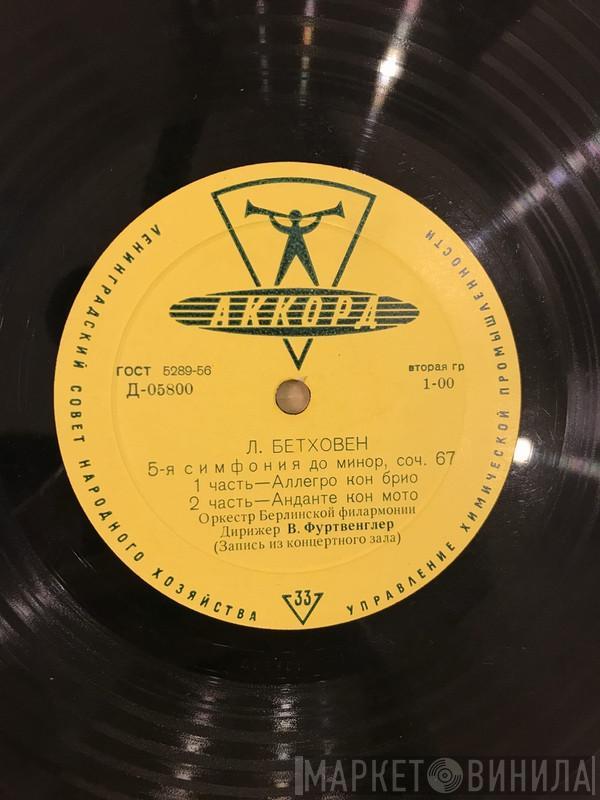 АККОРД
ЛЕНИНГРАДСКИЙ СОВЕТ НАРОДНОГО ХОЗЯЙСТВА
УПРАВЛЕНИЕ ХИМИЧЕСКОЙ ПРОМЫШЛЕННОСТИ
ГОСТ 5289-56
Д-05800
вторая гр
1-00
Л. БЕТХОВЕН
5-я симфония до минор, соч. 67
1 часть—Аллегро кон брио
2 часть—Анданте кон мото
Оркестр Берлинской филармонии
Дирижер В. Фуртвенглер
(Запись из концертного зала)
33
МАРКЕТ ВИНИЛА